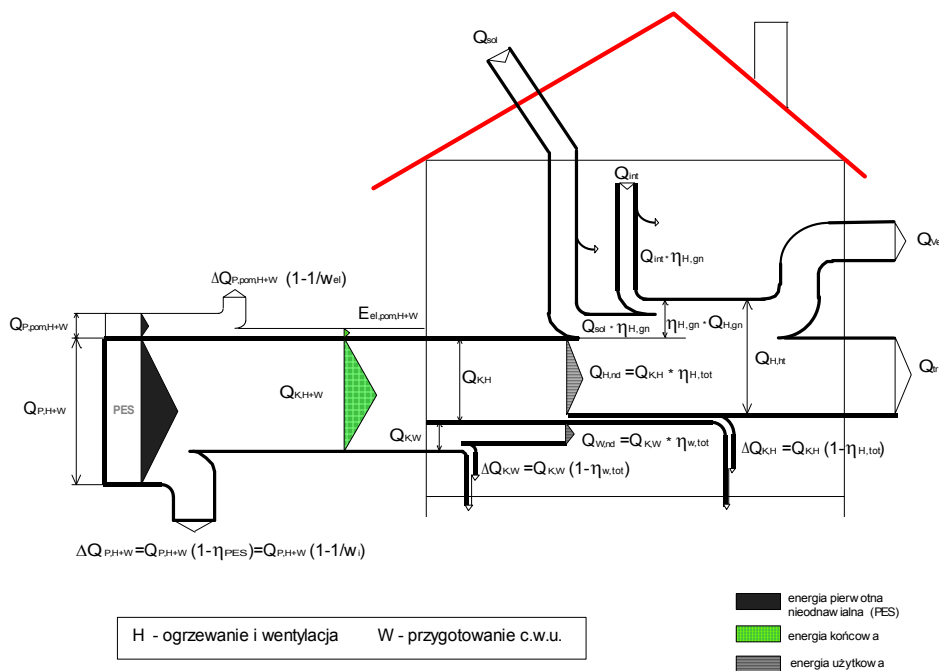 Qsol
Qint
QVe
ΔQP,pom,H+W (1-1/wel)
Qint * ηH,gn
Eel,pom,H+W
QP,pom,H+W
Qsol * ηH,gn
ηH,gn * QH,gn
QH,ht
QK,H
QH,nd =QK,H * ηH,tot
Qtr
QK,H+W
QP,H+W
PES
QK,W
QW,nd =QK,W * ηw,tot
ΔQK,H=QK,H (1-ηH,tot)
ΔQK,W=QK,W (1-ηw,tot)
ΔQ P,H+W =QP,H+W (1-ηPES)=QP,H+W (1-1/wi)
H - ogrzewanie i wentylacja W - przygotowanie c.w.u.
energia pierwotna
nieodnawialna (PES)
energia końcowa
energia użytkowa